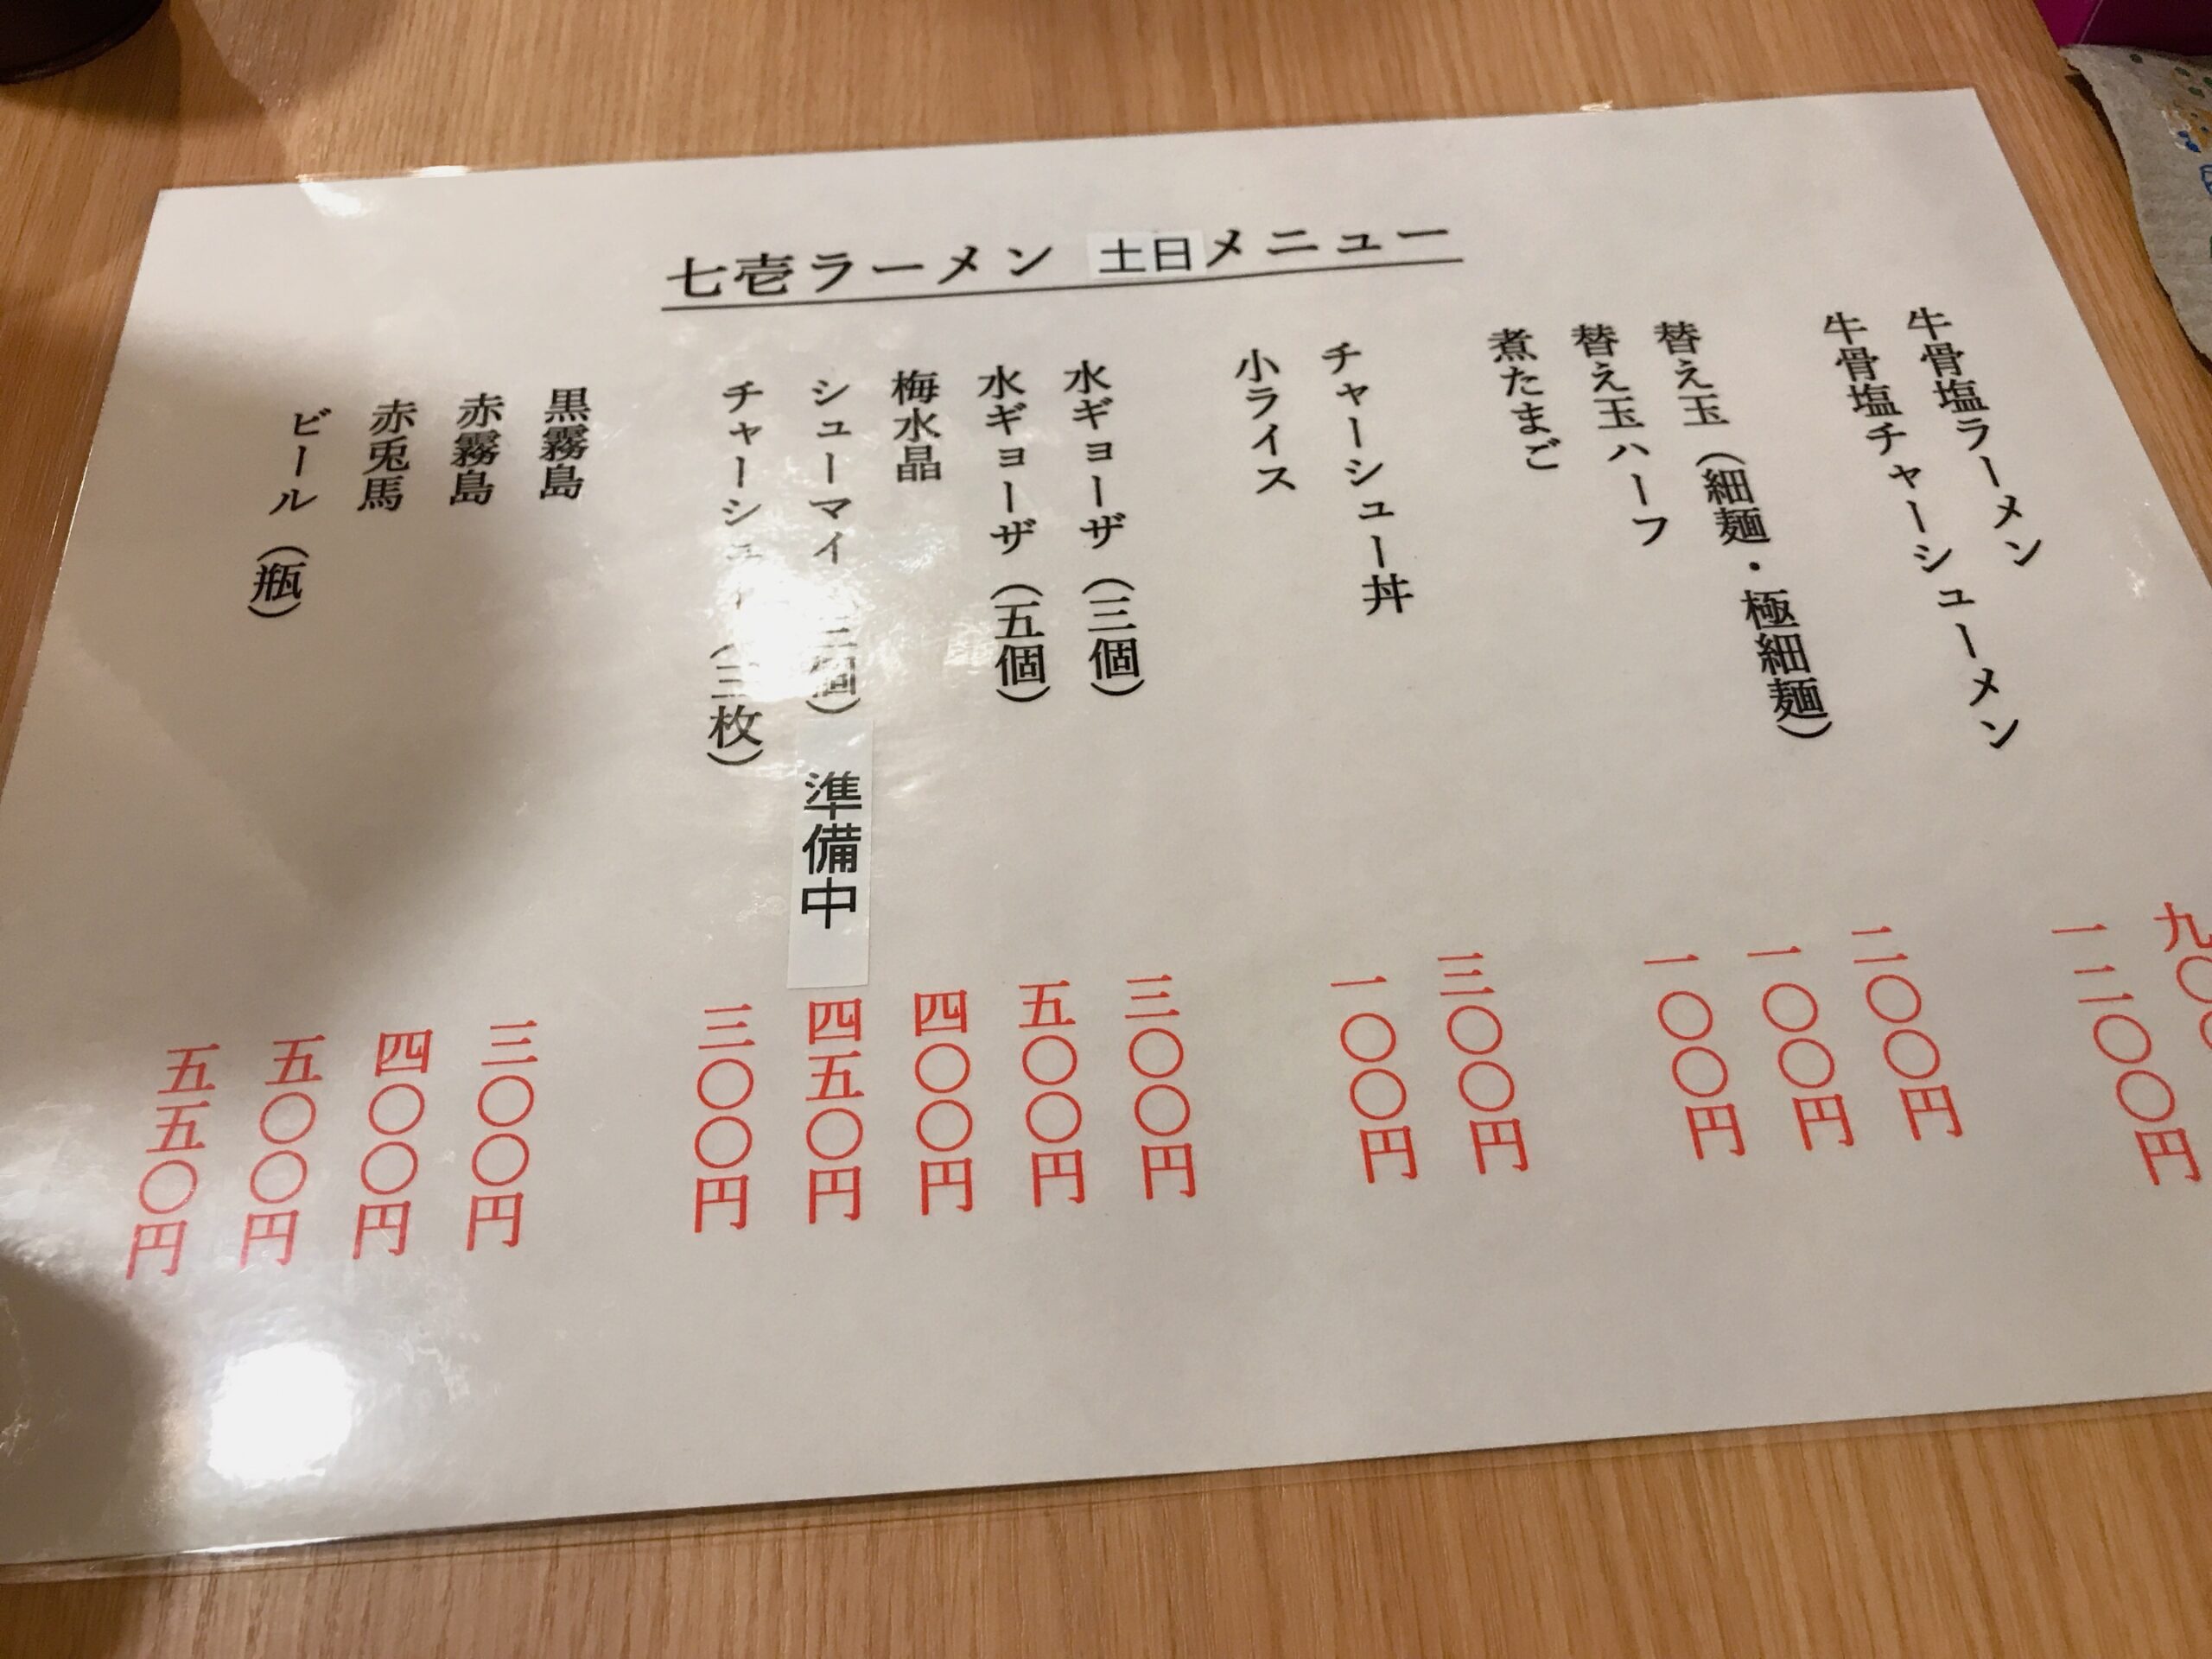 七壱ラーメン 土日メニュー
牛骨塩ラーメン 九〇〇
牛骨塩チャーシューメン 一二〇〇円
替え玉（細麺・極細麺） 二〇〇円
替え玉ハーフ 一〇〇円
煮たまご 一〇〇円
チャーシュー丼 三〇〇円
小ライス 一〇〇円
水ギョーザ（三個） 三〇〇円
水ギョーザ（五個） 五〇〇円
梅水晶 四〇〇円
シューマイ（三個） 準備中 四五〇円
チャーシュー（三枚） 三〇〇円
黒霧島 三〇〇円
赤霧島 四〇〇円
赤兎馬 五〇〇円
ビール（瓶） 五五〇円